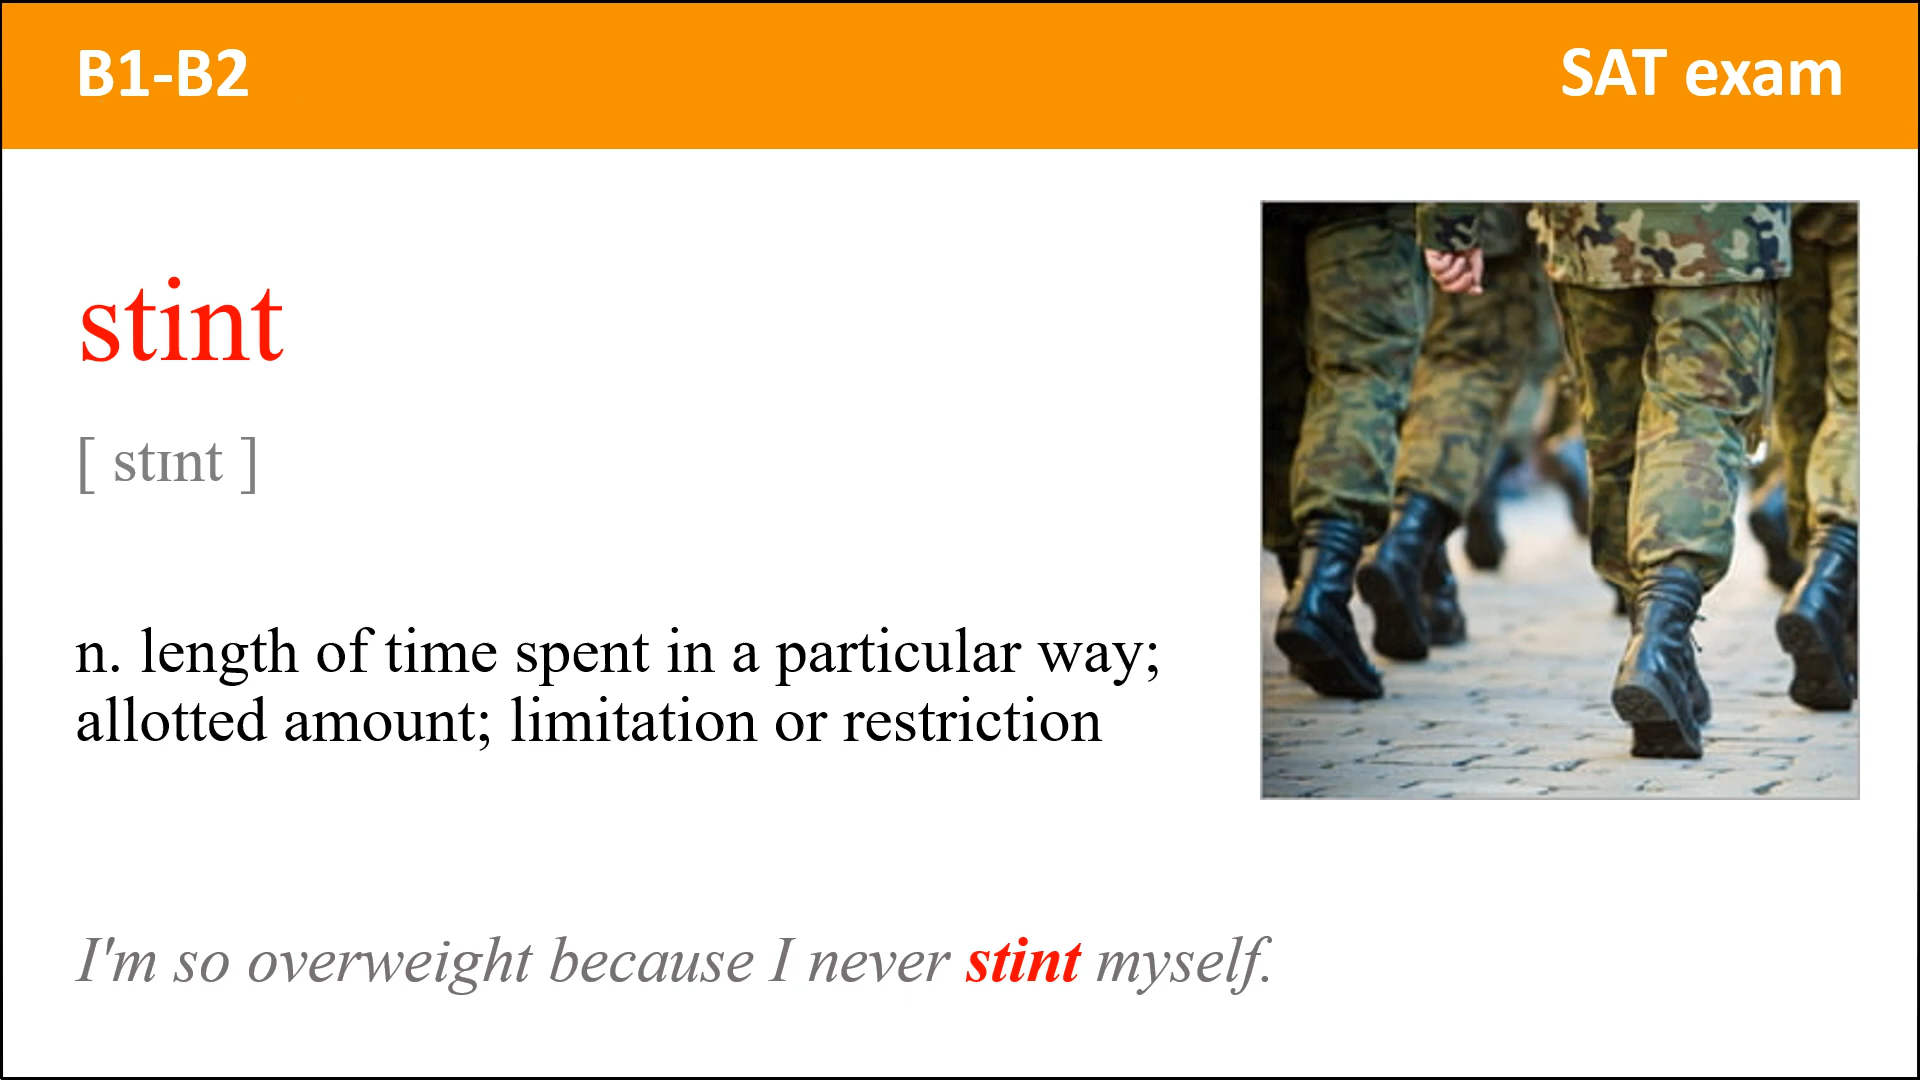 B1-B2
SAT exam
stint
[ stɪnt ]
n. length of time spent in a particular way;
allotted amount; limitation or restriction
I'm so overweight because I never stint myself.